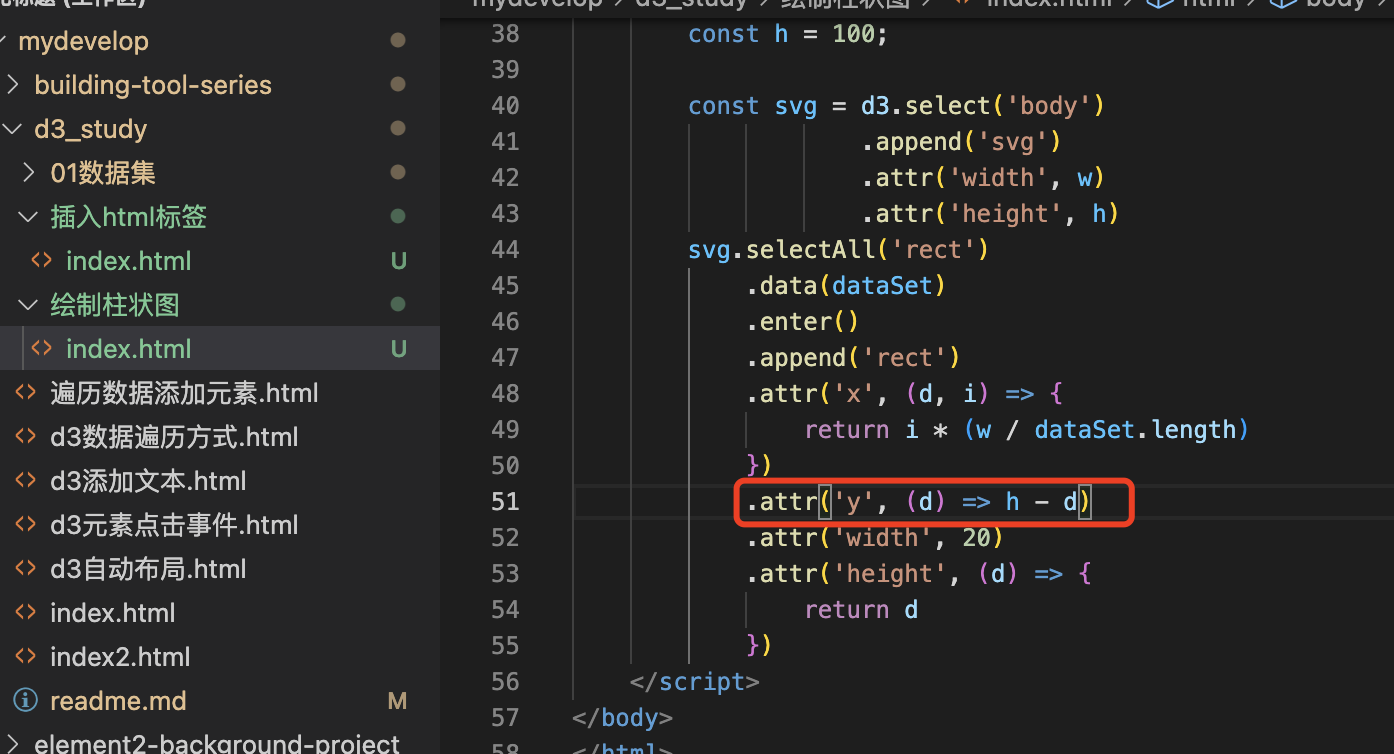 mydevelop
building-tool-series
d3_study
01数据集
插入html标签
index.html U
绘制柱状图
index.html U
遍历数据添加元素.html
d3数据遍历方式.html
d3添加文本.html
d3元素点击事件.html
d3自动布局.html
index.html
index2.html
readme.md M
element2-background-project
mydevelop > d3_study > 绘制柱状图 > index.html > html > body
38 const h = 100;
39
40 const svg = d3.select('body')
41 .append('svg')
42 .attr('width', w)
43 .attr('height', h)
44 svg.selectAll('rect')
45 .data(dataSet)
46 .enter()
47 .append('rect')
48 .attr('x', (d, i) => {
49 return i * (w / dataSet.length)
50 })
51 .attr('y', (d) => h - d)
52 .attr('width', 20)
53 .attr('height', (d) => {
54 return d
55 })
56 </script>
57 </body>
58 </html>